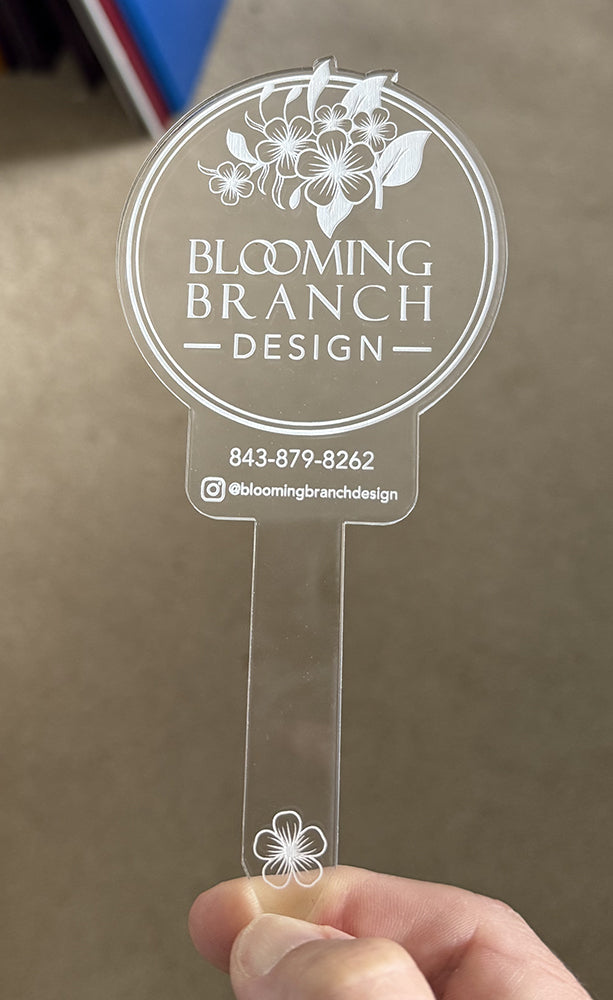 BLOOMING
BRANCH
DESIGN
843-879-8262
@bloomingbranchdesign